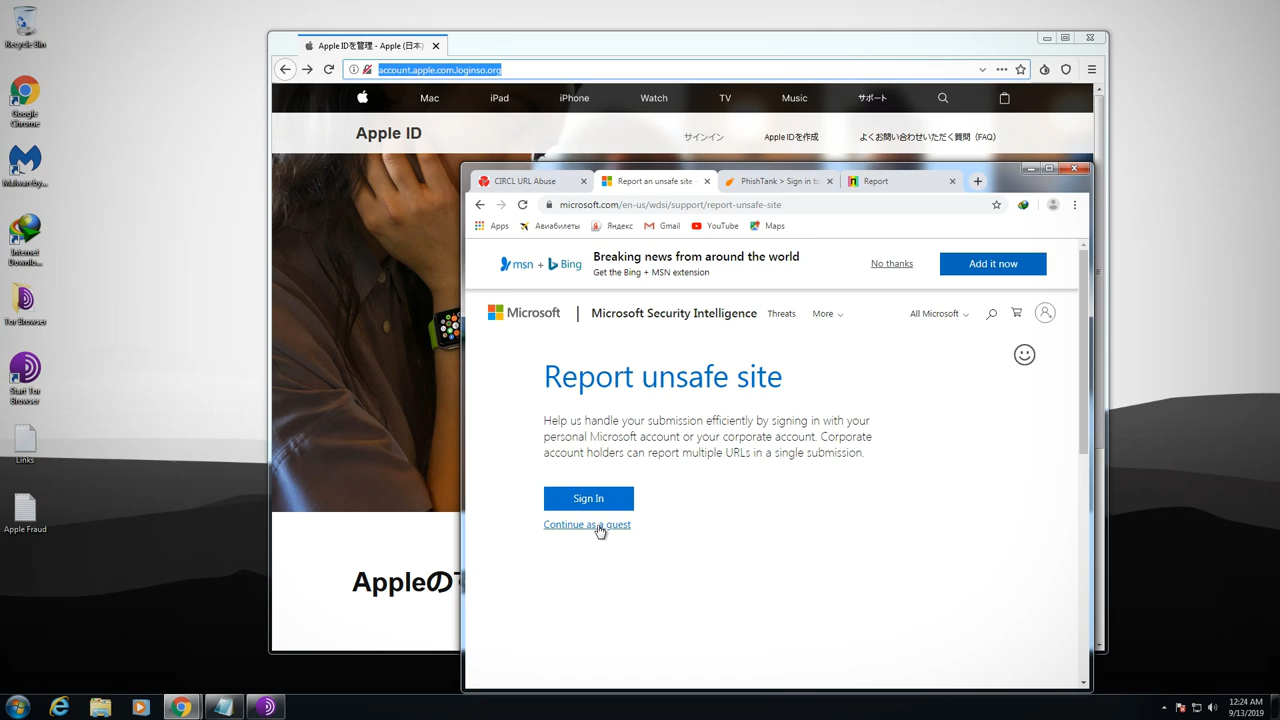 Recycle Bin
Google
Chrome
Malwareby...
Internet
Downlo...
Tor Browser
Start Tor
Browser
Links
Apple Fraud
Apple IDを管理 - Apple (日本)
account.apple.com.loginso.org
Mac
iPad
iPhone
Watch
TV
Music
サポート
Apple ID
サインイン
Apple IDを作成
よくお問い合わせいただく質問（FAQ）
Appleの
CIRCL URL Abuse
Report an unsafe site
PhishTank > Sign in to
Report
microsoft.com/en-us/wdsi/support/report-unsafe-site
Apps
Авиабилеты
Яндекс
Gmail
YouTube
Maps
msn + Bing
Breaking news from around the world
Get the Bing + MSN extension
No thanks
Add it now
Microsoft
Microsoft Security Intelligence
Threats
More
All Microsoft
Report unsafe site
Help us handle your submission efficiently by signing in with your
personal Microsoft account or your corporate account. Corporate
account holders can report multiple URLs in a single submission.
Sign In
Continue as a guest
12:24 AM
9/13/2019